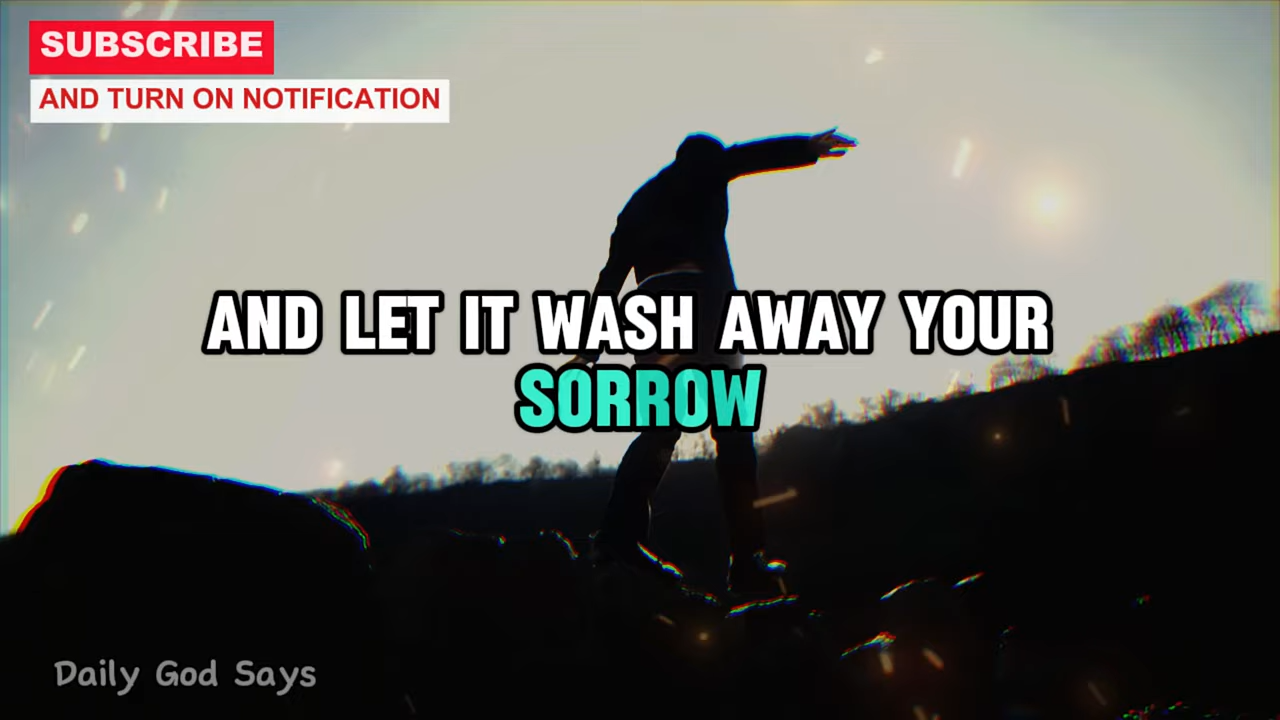 SUBSCRIBE
AND TURN ON NOTIFICATION
AND LET IT WASH AWAY YOUR
SORROW
Daily God Says